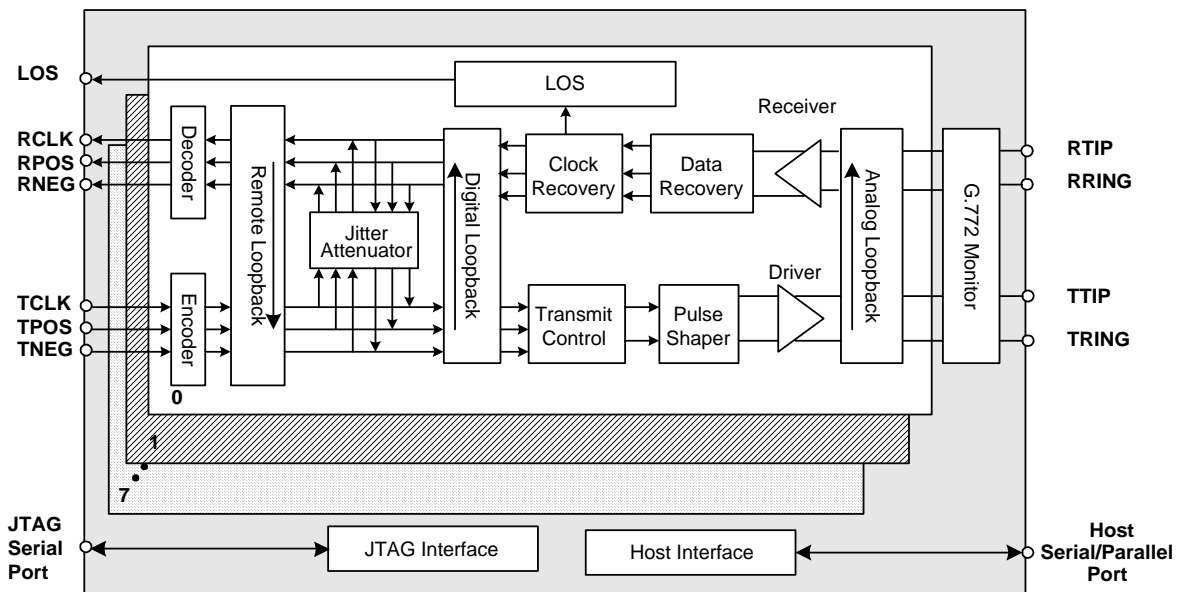 LOS
LOS
Receiver
RCLK
RPOS
RNEG
Decoder
Remote Loopback
Jitter
Attenuator
Digital Loopback
Clock
Recovery
Data
Recovery
Analog Loopback
G.772 Monitor
RTIP
RRING
TCLK
TPOS
TNEG
Encoder
Transmit
Control
Pulse
Shaper
Driver
TTIP
TRING
0
1
7
JTAG
Serial
Port
JTAG Interface
Host Interface
Host
Serial/Parallel
Port